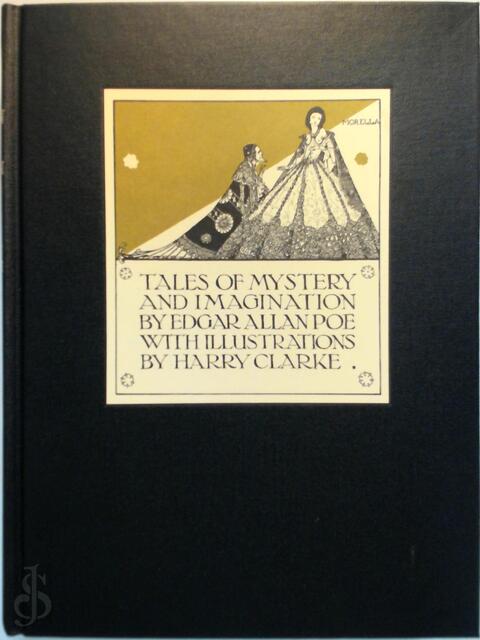 MORELLA
TALES OF MYSTERY
AND IMAGINATION
BY EDGAR ALLAN POE
WITH ILLUSTRATIONS
BY HARRY CLARKE .